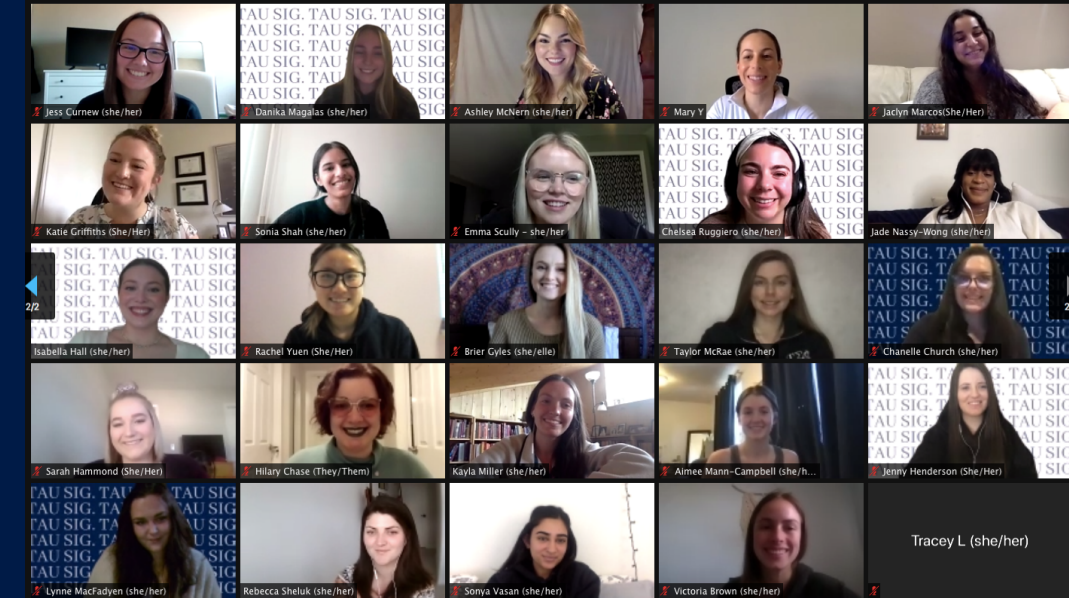 TAU SIG. TAU SIG. TAU SIG
Jess Curnew (she/her)
Danika Magalas (she/her)
Ashley McNern (she/her)
Mary Y
Jaclyn Marcos(She/Her)
Katie Griffiths (She/Her)
Sonia Shah (she/her)
Emma Scully - she/her
Chelsea Ruggiero (she/her)
Jade Nassy-Wong (she/her)
2/2
Isabella Hall (she/her)
Rachel Yuen (She/Her)
Brier Gyles (she/elle)
Taylor McRae (she/her)
Chanelle Church (she/her)
Sarah Hammond (She/Her)
Hilary Chase (They/Them)
Kayla Miller (she/her)
Aimee Mann-Campbell (she/h...
Jenny Henderson (She/Her)
Lynne MacFadyen (she/her)
Rebecca Sheluk (she/her)
Sonya Vasan (she/her)
Victoria Brown (she/her)
Tracey L (she/her)